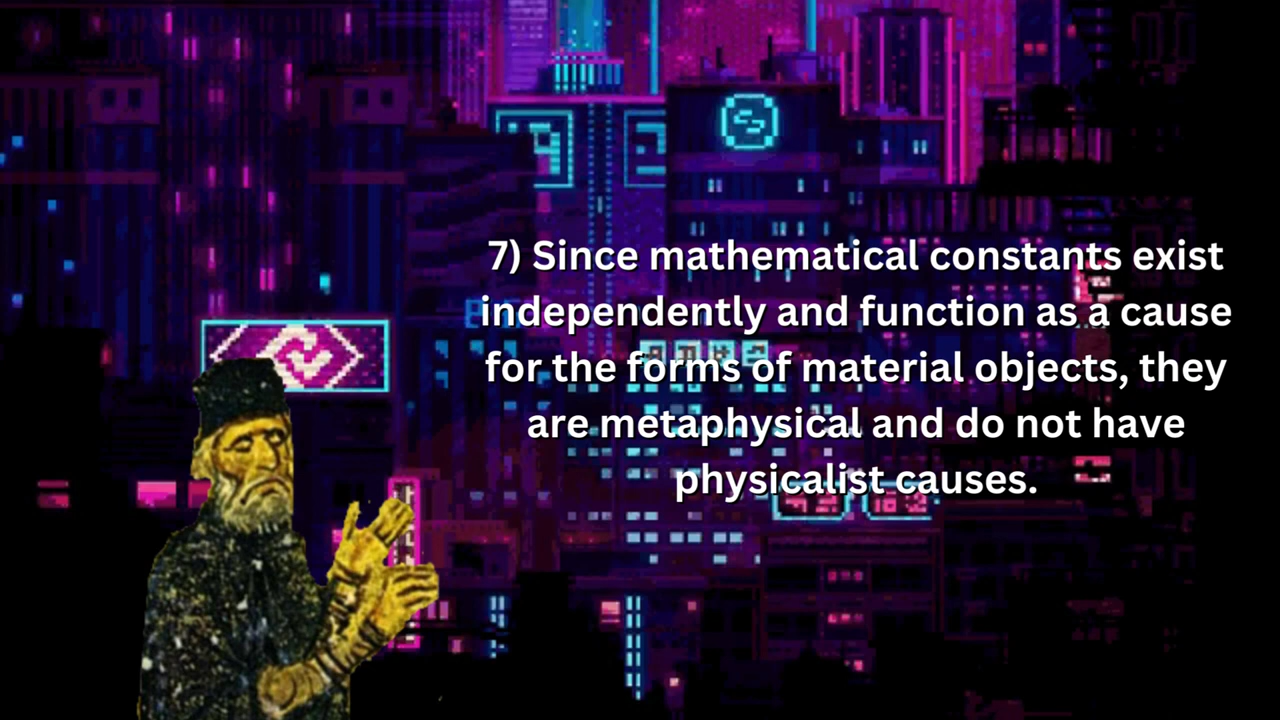 7) Since mathematical constants exist
independently and function as a cause
for the forms of material objects, they
are metaphysical and do not have
physicalist causes.